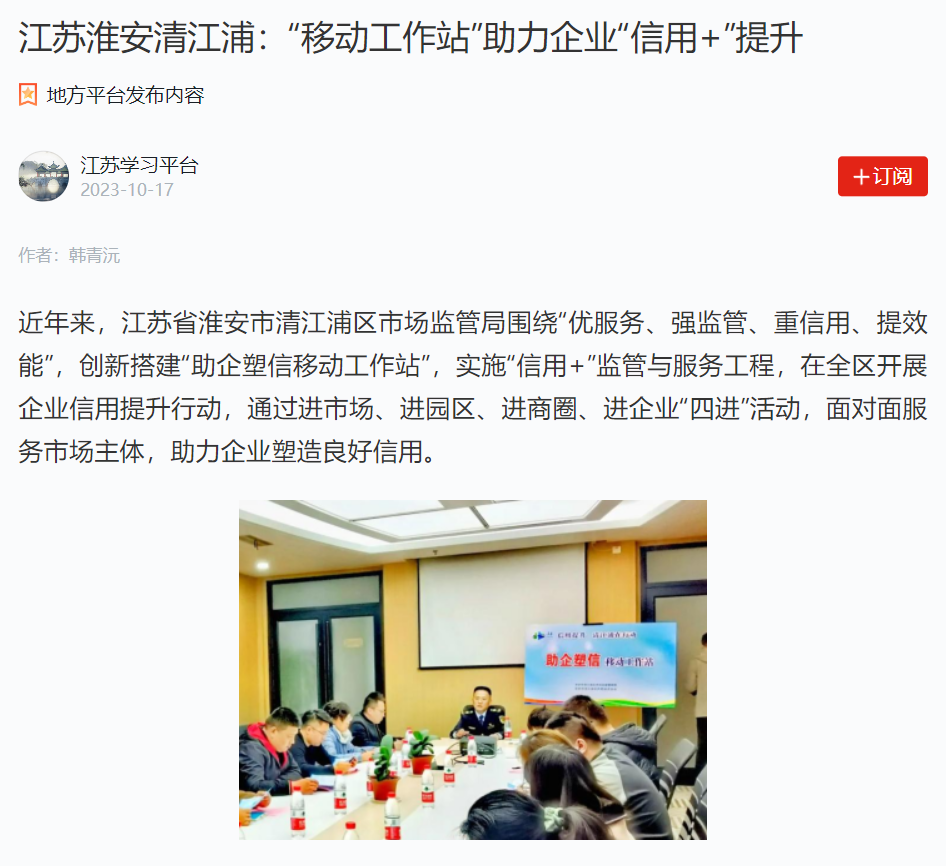 江苏淮安清江浦：“移动工作站”助力企业“信用+”提升
地方平台发布内容
江苏学习平台
2023-10-17
+订阅
作者：韩青沅
近年来，江苏省淮安市清江浦区市场监管局围绕“优服务、强监管、重信用、提效
能”，创新搭建“助企塑信移动工作站”，实施“信用+”监管与服务工程，在全区开展
企业信用提升行动，通过进市场、进园区、进商圈、进企业“四进”活动，面对面服
务市场主体，助力企业塑造良好信用。
助企塑信 移动工作站